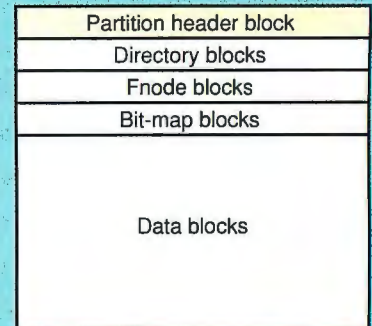 Partition header block
Directory blocks
Fnode blocks
Bit-map blocks
Data blocks